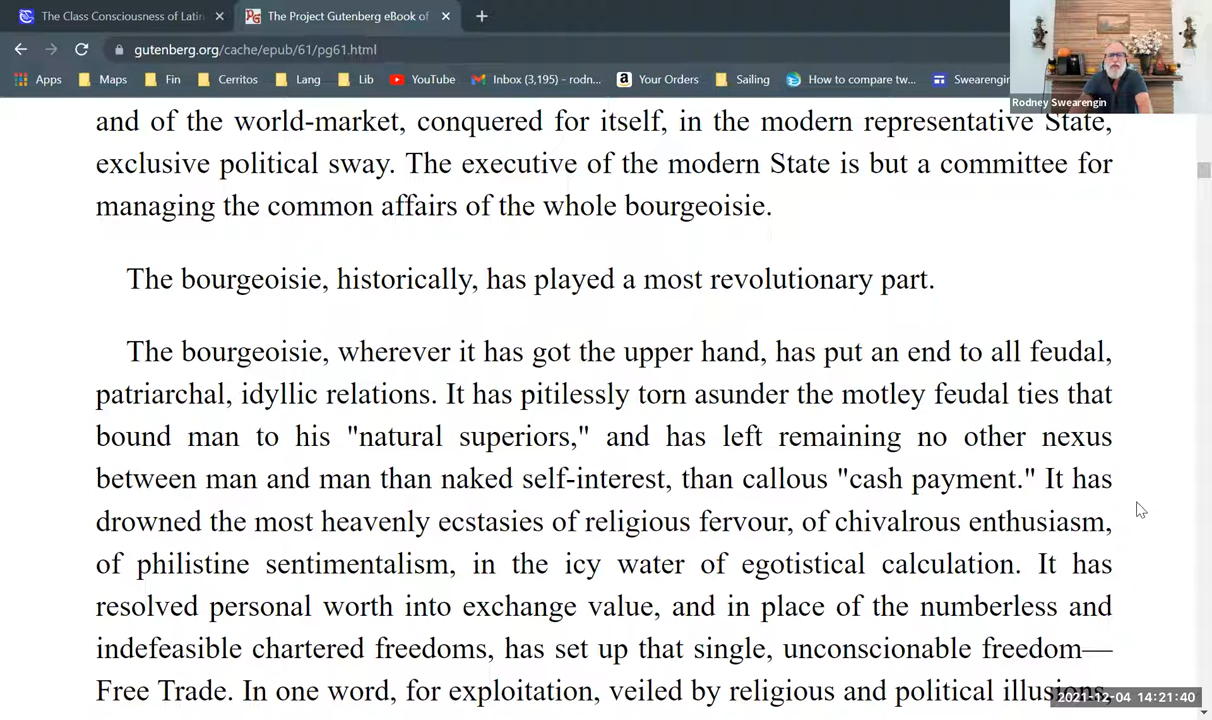 The Class Consciousness of Latin
The Project Gutenberg eBook of
gutenberg.org/cache/epub/61/pg61.html
Apps Maps Fin Cerritos Lang Lib YouTube Inbox (3,195) - rodn... Your Orders Sailing How to compare tw... Swearengin
Rodney Swearengin
and of the world-market, conquered for itself, in the modern representative State,
exclusive political sway. The executive of the modern State is but a committee for
managing the common affairs of the whole bourgeoisie.
The bourgeoisie, historically, has played a most revolutionary part.
The bourgeoisie, wherever it has got the upper hand, has put an end to all feudal,
patriarchal, idyllic relations. It has pitilessly torn asunder the motley feudal ties that
bound man to his "natural superiors," and has left remaining no other nexus
between man and man than naked self-interest, than callous "cash payment." It has
drowned the most heavenly ecstasies of religious fervour, of chivalrous enthusiasm,
of philistine sentimentalism, in the icy water of egotistical calculation. It has
resolved personal worth into exchange value, and in place of the numberless and
indefeasible chartered freedoms, has set up that single, unconscionable freedom—
Free Trade. In one word, for exploitation, veiled by religious and political illusions,
2021-12-04 14:21:40